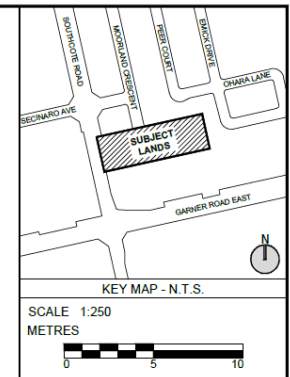 SOUTHCOTE ROAD
MOORLAND CRESCENT
PEER COURT
EMICK DRIVE
OHARA LANE
SECINARO AVE
SUBJECT
LANDS
GARNER ROAD EAST
N
KEY MAP - N.T.S.
SCALE 1:250
METRES
0 5 10